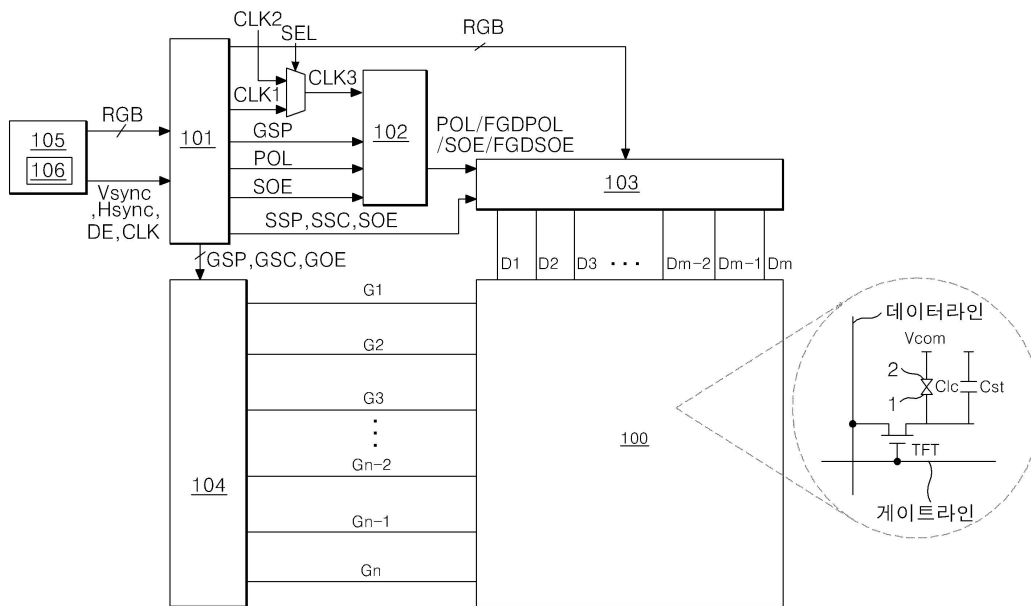 CLK2
SEL
RGB
CLK3
CLK1
RGB
101
102
GSP
POL
SOE
POL/FGDPOL
/SOE/FGDSOE
105
106
Vsync
,Hsync,
DE,CLK
103
SSP,SSC,SOE
GSP,GSC,GOE
D1
D2
D3
···
Dm-2
Dm-1
Dm
G1
G2
G3
Gn-2
Gn-1
Gn
104
100
데이터라인
Vcom
2
Clc
Cst
1
TFT
게이트라인